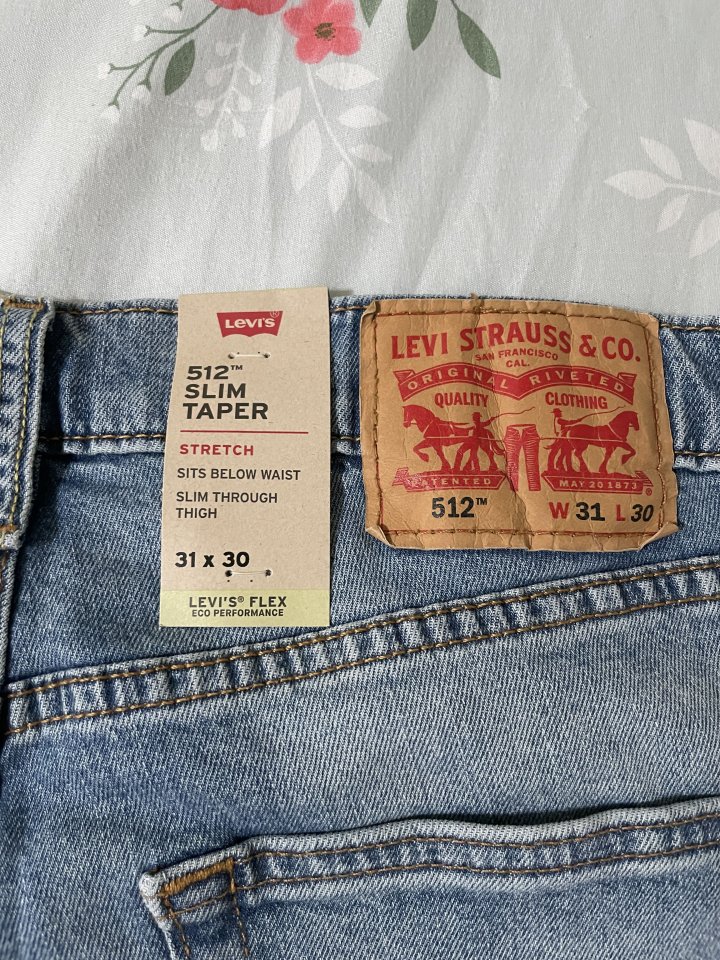 LEVI'S®
512™
SLIM
TAPER
STRETCH
SITS BELOW WAIST
SLIM THROUGH
THIGH
31 x 30
LEVI'S® FLEX
ECO PERFORMANCE
LEVI STRAUSS & CO.
SAN FRANCISCO
CAL.
ORIGINAL RIVETED
QUALITY CLOTHING
PATENTED MAY 20 1873 ®
512™ W 31 L 30